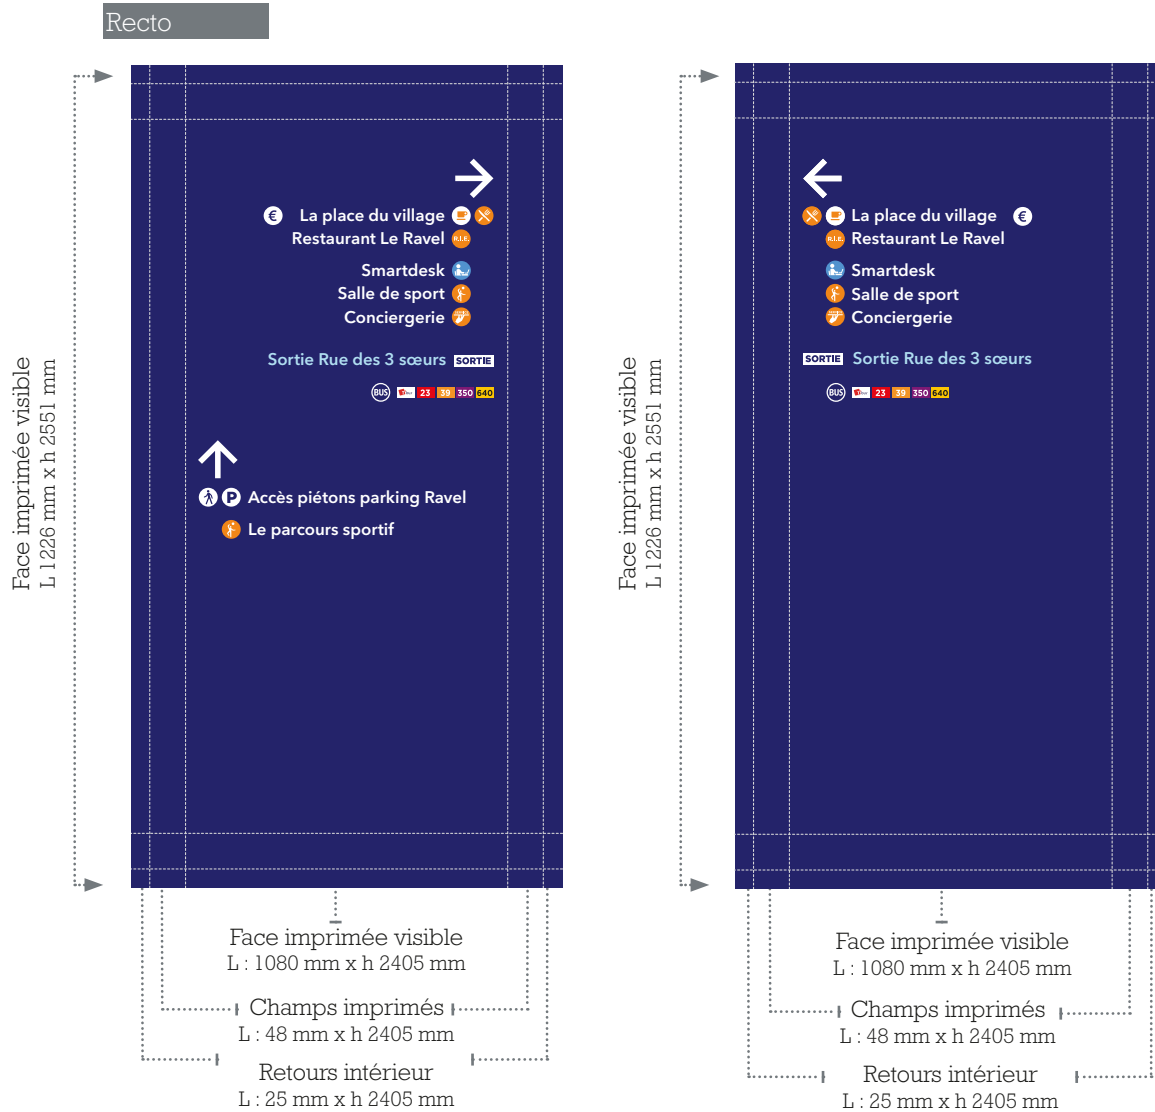 Recto
Face imprimée visible
L 1226 mm x h 2551 mm
€ La place du village
Restaurant Le Ravel R.I.E.
Smartdesk
Salle de sport
Conciergerie
Sortie Rue des 3 sœurs SORTIE
BUS 23 39 350 640
P Accès piétons parking Ravel
Le parcours sportif
Face imprimée visible
L : 1080 mm x h 2405 mm
Champs imprimés
L : 48 mm x h 2405 mm
Retours intérieur
L : 25 mm x h 2405 mm
Face imprimée visible
L 1226 mm x h 2551 mm
La place du village €
R.I.E. Restaurant Le Ravel
Smartdesk
Salle de sport
Conciergerie
SORTIE Sortie Rue des 3 sœurs
BUS 23 39 350 640
Face imprimée visible
L : 1080 mm x h 2405 mm
Champs imprimés
L : 48 mm x h 2405 mm
Retours intérieur
L : 25 mm x h 2405 mm